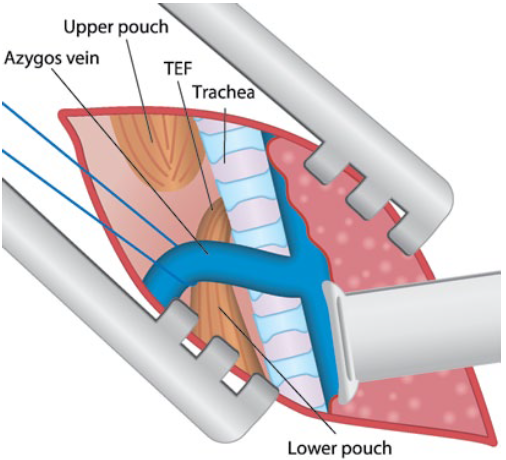 Upper pouch
Azygos vein
TEF
Trachea
Lower pouch